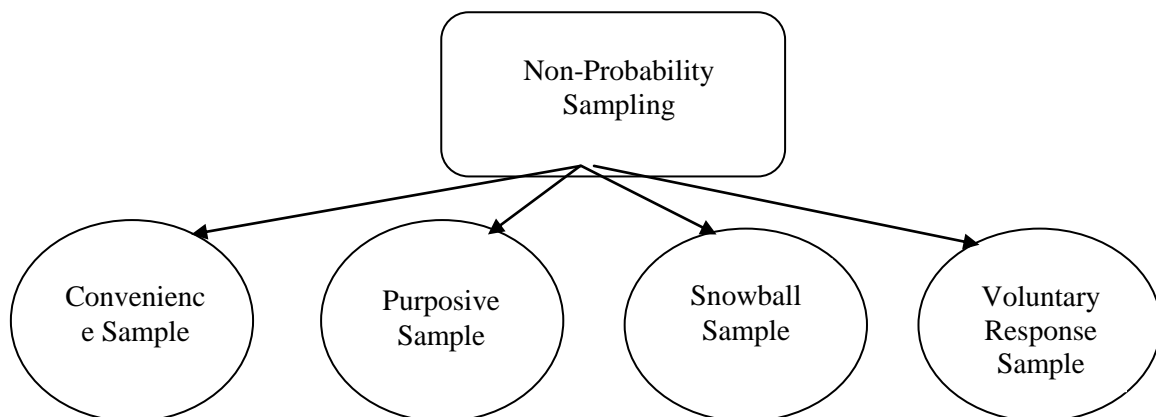 Non-Probability
Sampling
Convenienc
e Sample
Purposive
Sample
Snowball
Sample
Voluntary
Response
Sample